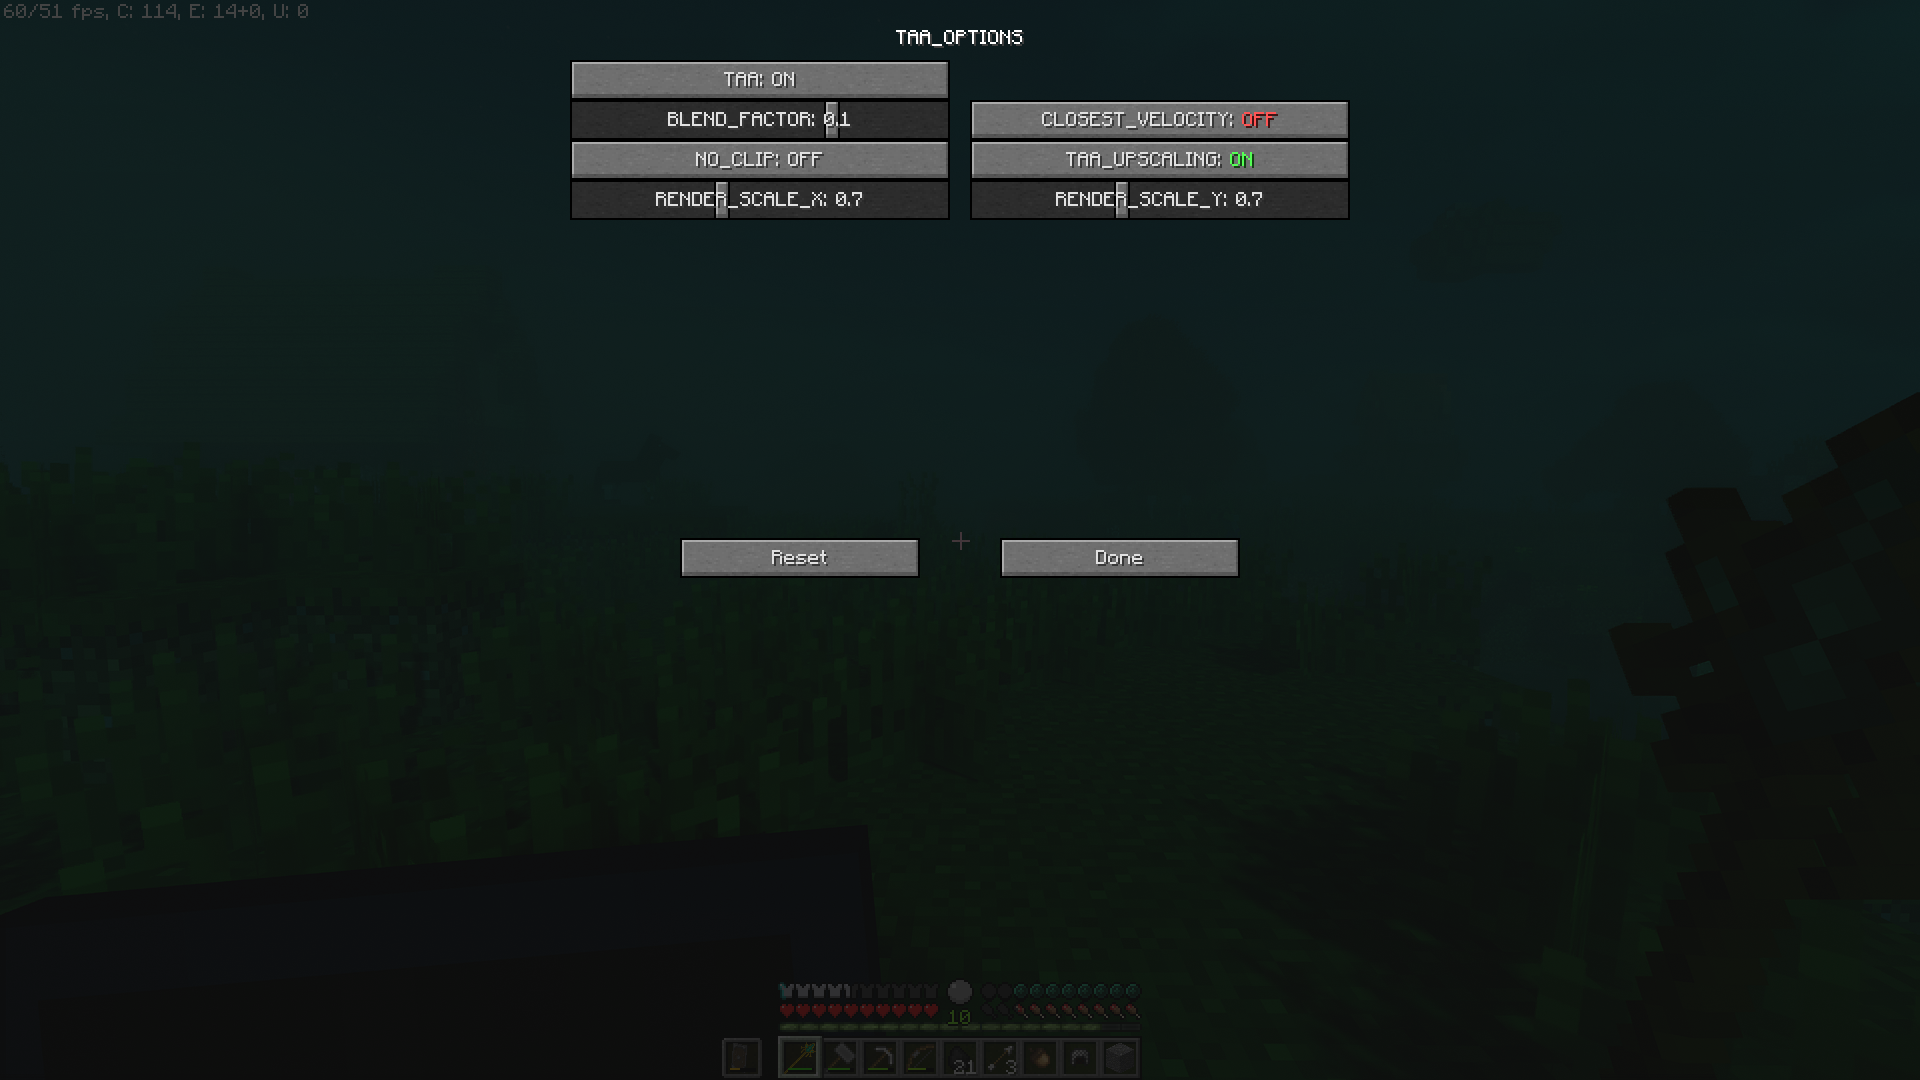 60/51 fps, C: 114, E: 14+0, U: 0
TAA_OPTIONS
TAA: ON
BLEND_FACTOR: 0.1
CLOSEST_VELOCITY: OFF
NO_CLIP: OFF
TAA_UPSCALING: ON
RENDER_SCALE_X: 0.7
RENDER_SCALE_Y: 0.7
Reset
Done
10
21
3